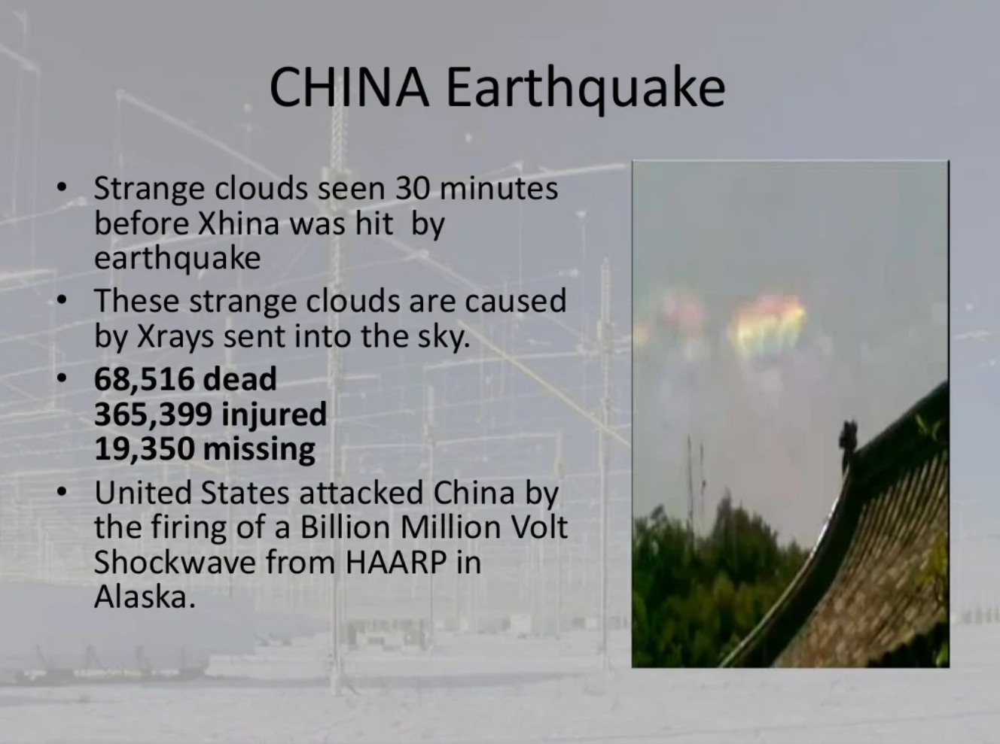 CHINA Earthquake
• Strange clouds seen 30 minutes
before Xhina was hit  by
earthquake
• These strange clouds are caused
by Xrays sent into the sky.
• 68,516 dead
365,399 injured
19,350 missing
• United States attacked China by
the firing of a Billion Million Volt
Shockwave from HAARP in
Alaska.